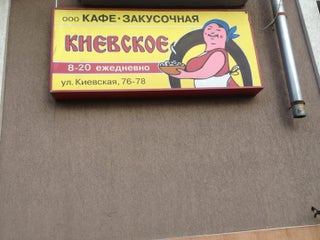 ООО КАФЕ·ЗАКУСОЧНАЯ
КИЕВСКОЕ
8-20 ежедневно
ул. Киевская, 76-78